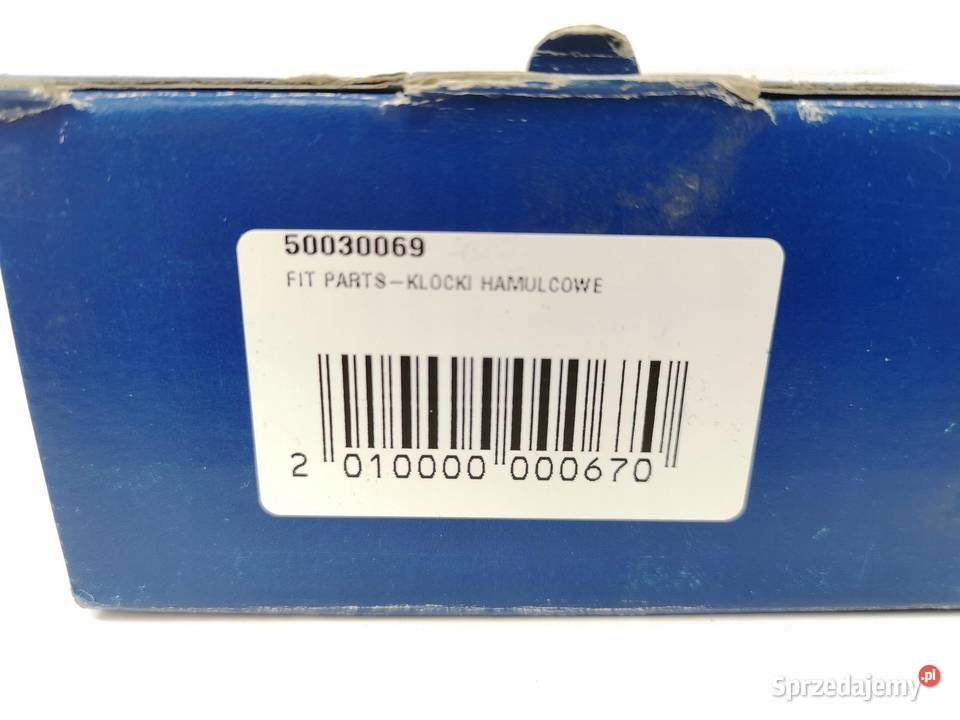 50030069
FIT PARTS-KLOCKI HAMULCOWE
2 010000 000670
Sprzedajemy.pl